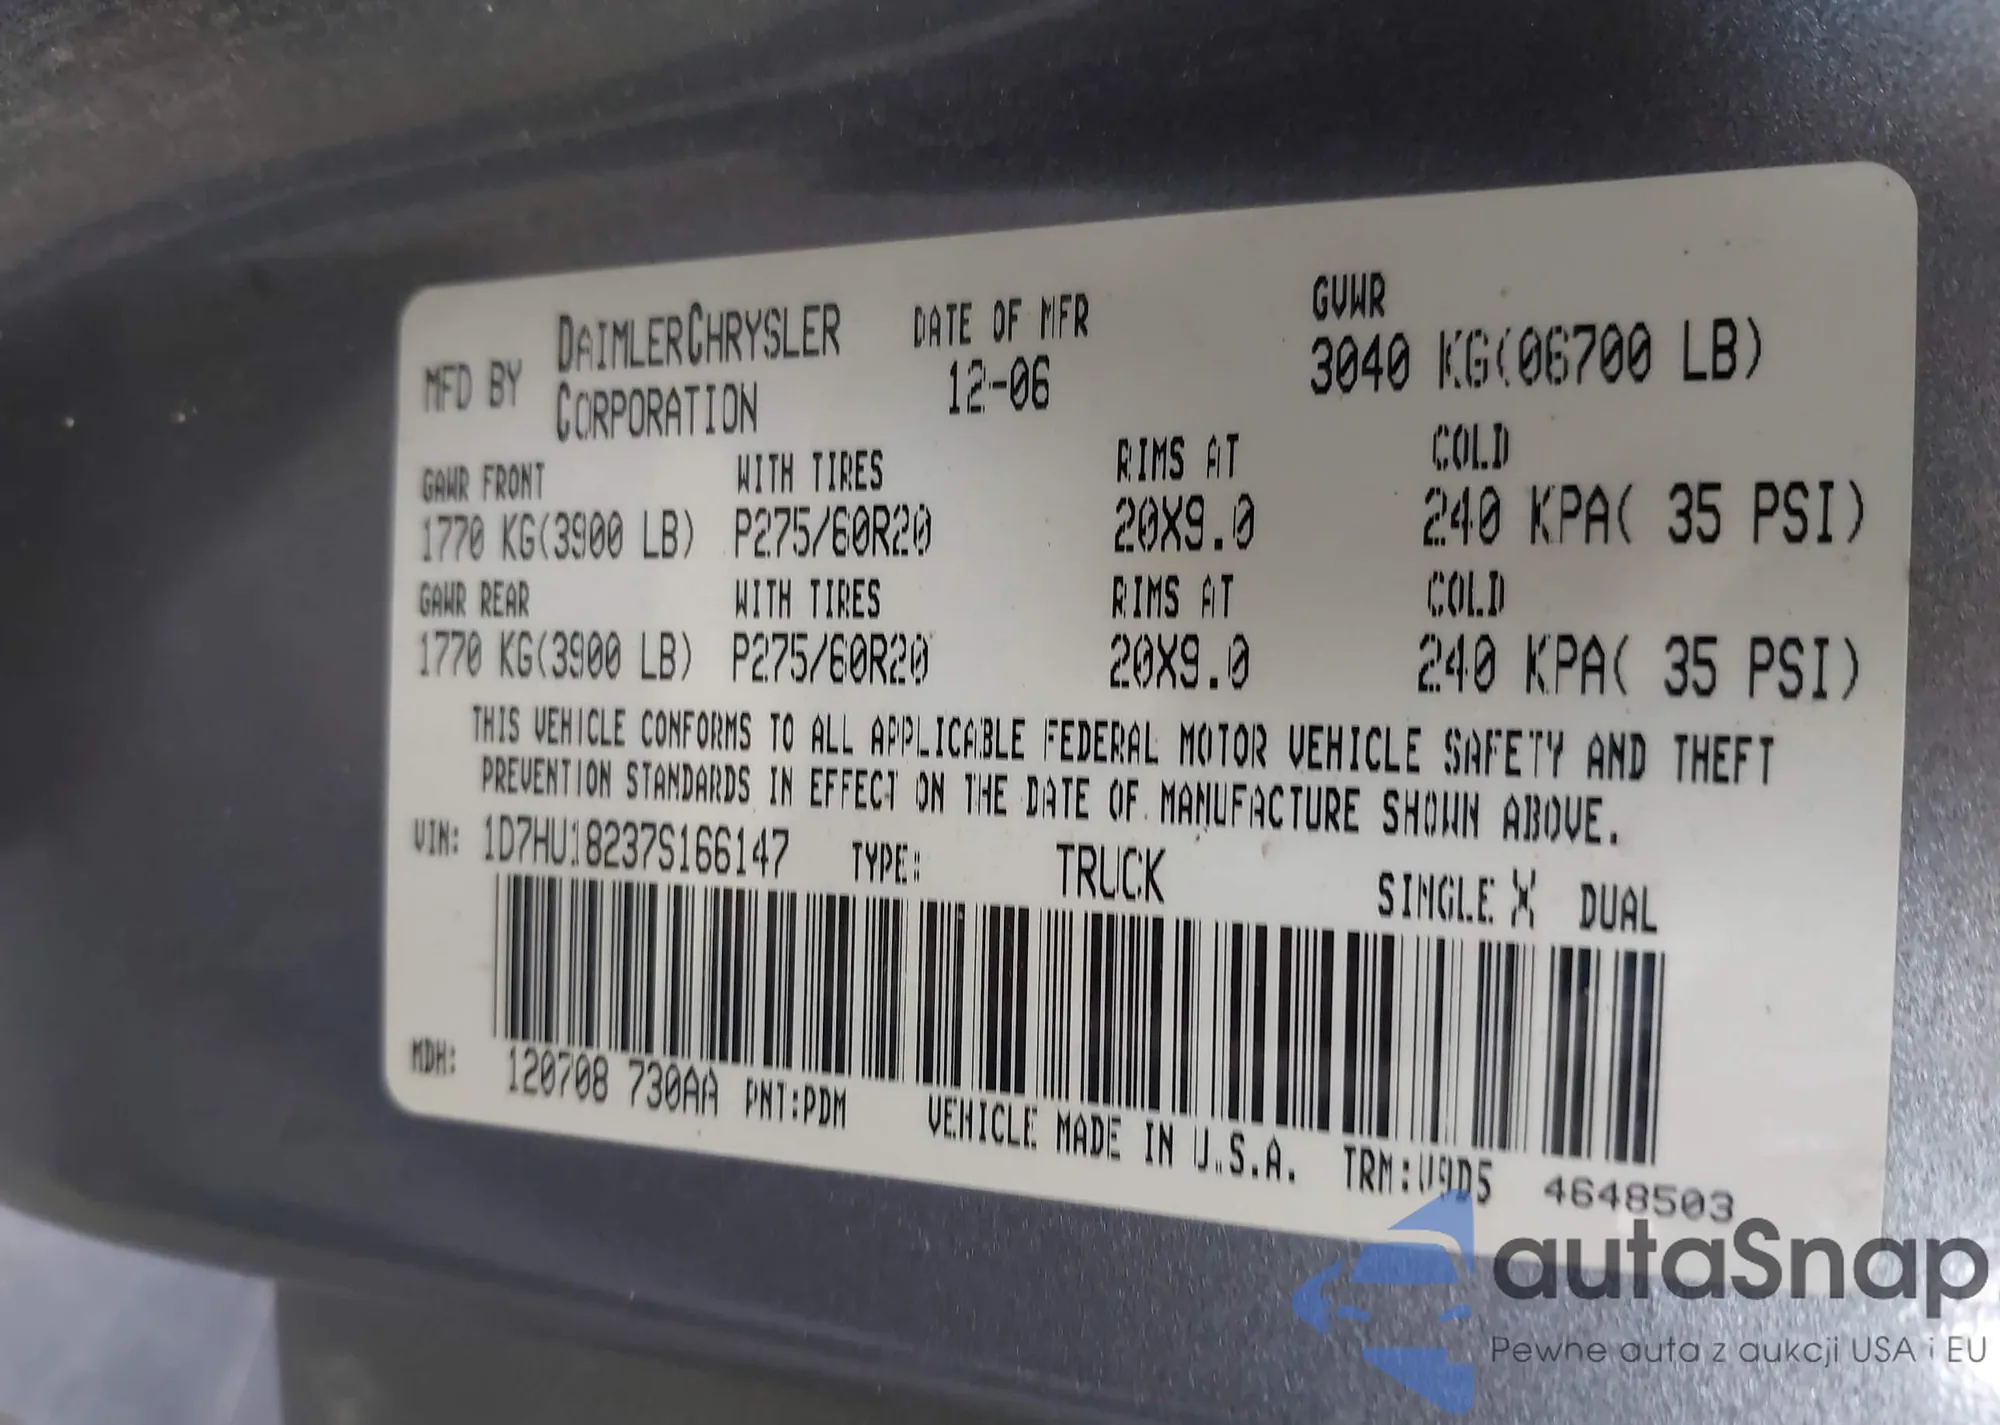 MFD BY DAIMLERCHRYSLER CORPORATION DATE OF MFR 12-06 GVWR 3040 KG(06700 LB)
GAWR FRONT WITH TIRES RIMS AT COLD
1770 KG(3900 LB) P275/60R20 20X9.0 240 KPA( 35 PSI)
GAWR REAR WITH TIRES RIMS AT COLD
1770 KG(3900 LB) P275/60R20 20X9.0 240 KPA( 35 PSI)
THIS VEHICLE CONFORMS TO ALL APPLICABLE FEDERAL MOTOR VEHICLE SAFETY AND THEFT
PREVENTION STANDARDS IN EFFECT ON THE DATE OF MANUFACTURE SHOWN ABOVE.
VIN: 1D7HU18237S166147 TYPE: TRUCK SINGLE X DUAL
MDH: 120708 730AA PNT:PDM VEHICLE MADE IN U.S.A. TRM:U9D5 4648503
autaSnap
Pewne auta z aukcji USA i EU